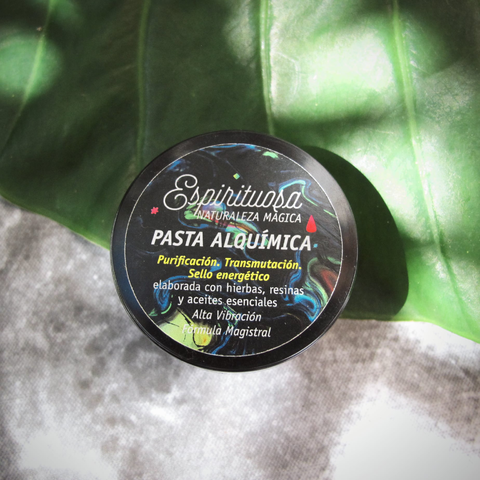 Espirituosa
NATURALEZA MÁGICA
PASTA ALQUÍMICA
Purificación. Transmutación.
Sello energético
elaborada con hierbas, resinas
y aceites esenciales
Alta Vibración
Fórmula Magistral